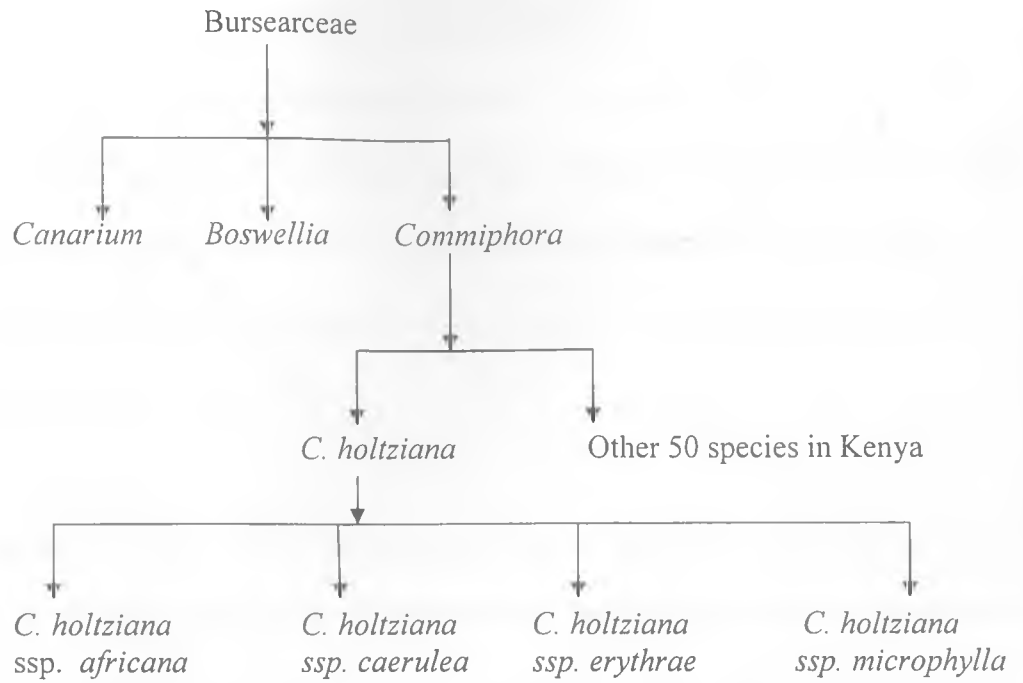 Bursearceae
Canarium Boswellia Commiphora
C. holtziana Other 50 species in Kenya
C. holtziana C. holtziana C. holtziana C. holtziana
ssp. africana ssp. caerulea ssp. erythrae ssp. microphylla